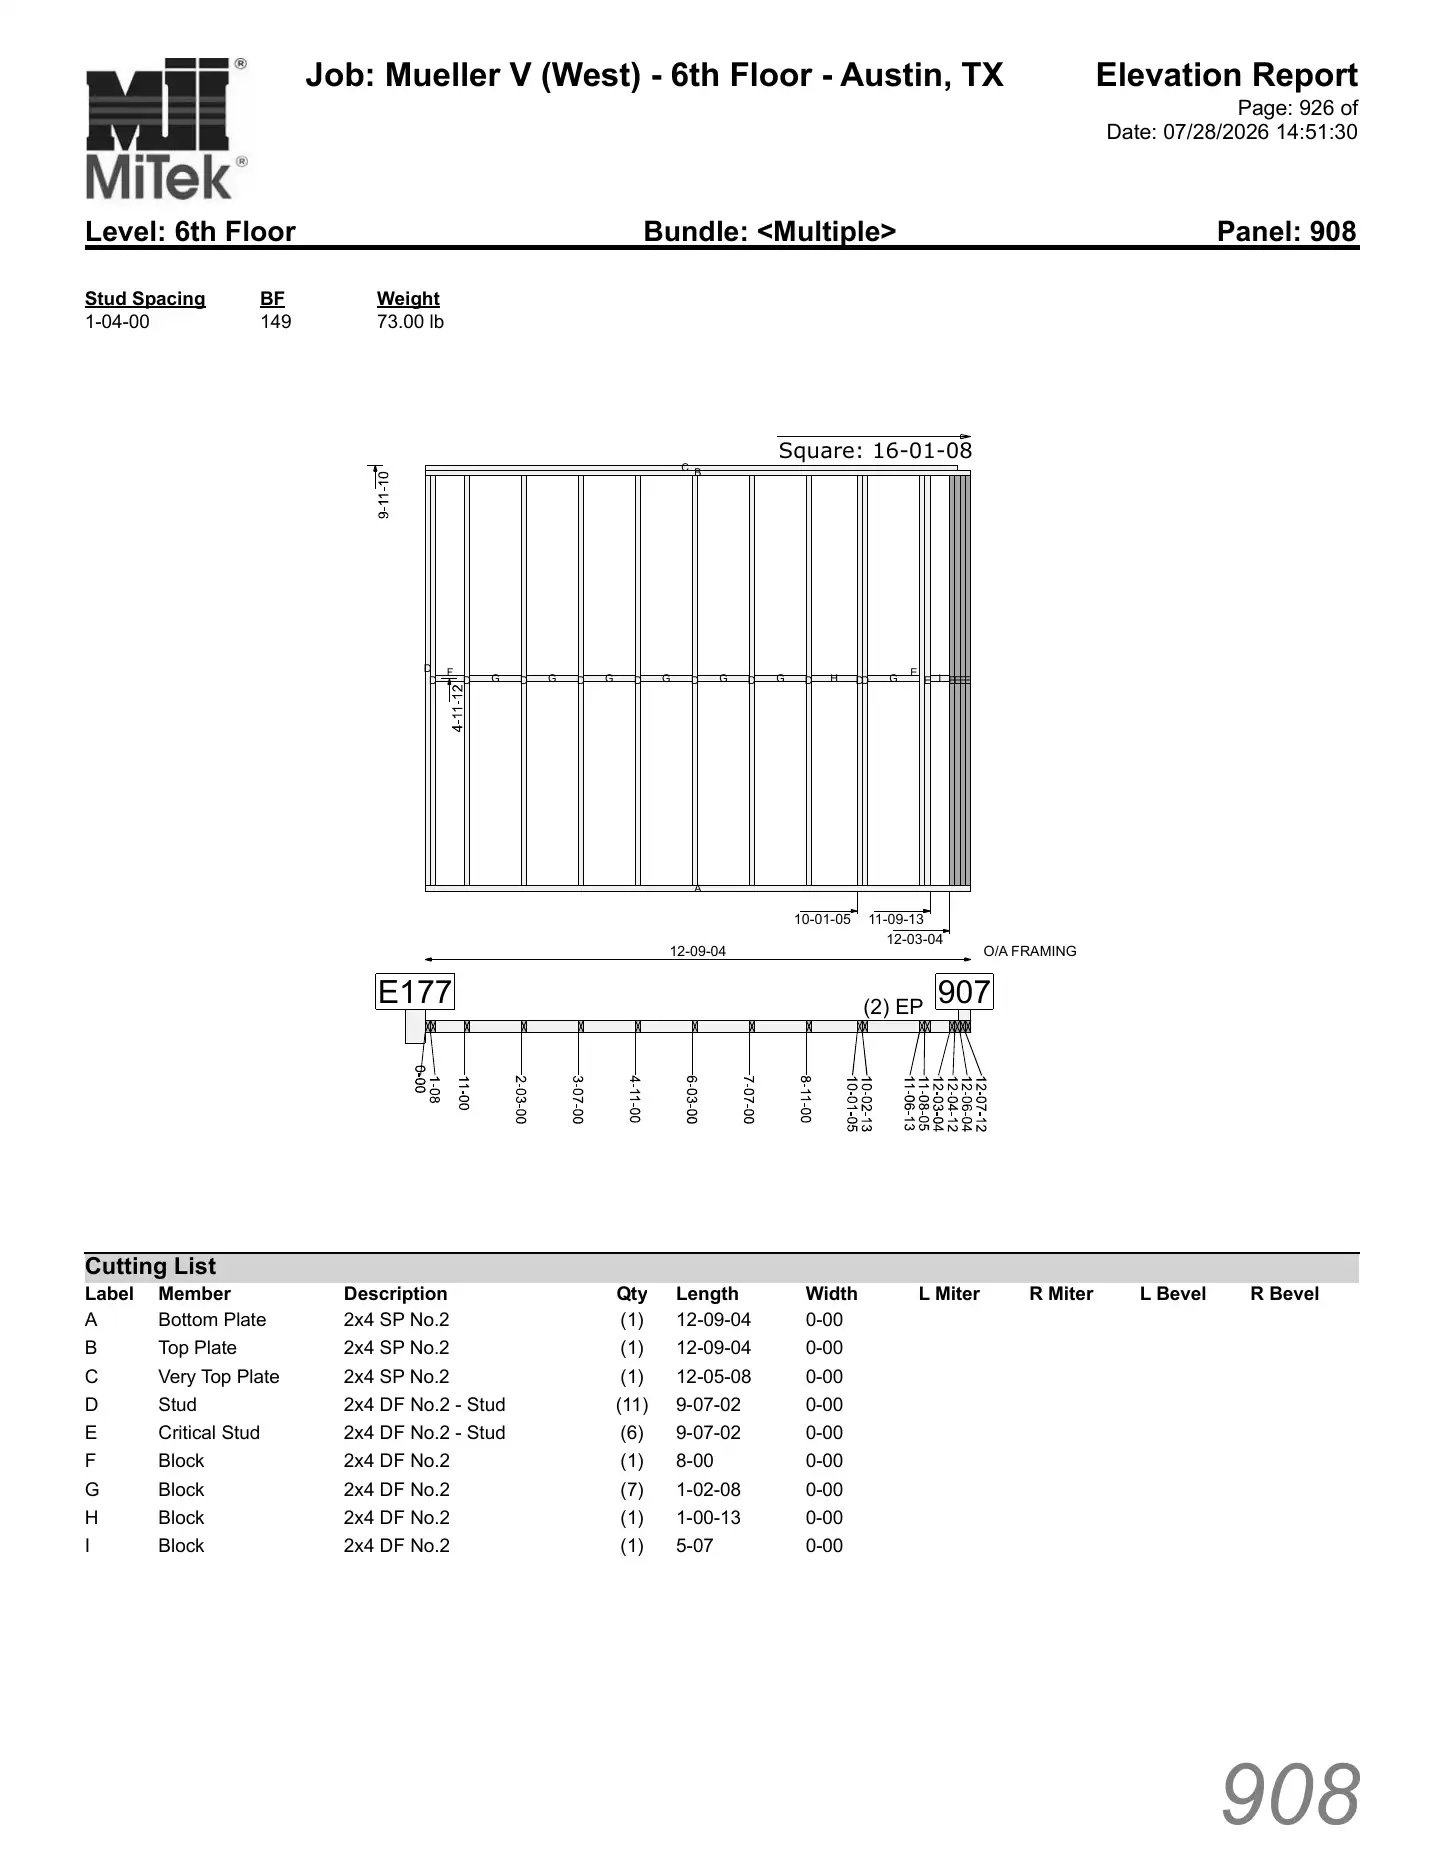 Job: Mueller V (West) - 6th Floor - Austin, TX
Elevation Report
Page: 926 of
Date: 07/28/2026 14:51:30
MiTek®
Level: 6th Floor Bundle: <Multiple> Panel: 908
Stud Spacing BF Weight
1-04-00 149 73.00 lb
Square: 16-01-08
9-11-10
C B
D F E
D D G D G D G D G D G D G D H D D G E I E E E E
4-11-12
A
10-01-05 11-09-13
12-03-04
12-09-04 O/A FRAMING
E177 (2) EP 907
0-00 1-08 11-00 2-03-00 3-07-00 4-11-00 6-03-00 7-07-00 8-11-00 10-01-05 10-02-13 11-06-13 11-08-05 12-03-04 12-04-12 12-06-04 12-07-12
Cutting List
Label Member Description Qty Length Width L Miter R Miter L Bevel R Bevel
A Bottom Plate 2x4 SP No.2 (1) 12-09-04 0-00
B Top Plate 2x4 SP No.2 (1) 12-09-04 0-00
C Very Top Plate 2x4 SP No.2 (1) 12-05-08 0-00
D Stud 2x4 DF No.2 - Stud (11) 9-07-02 0-00
E Critical Stud 2x4 DF No.2 - Stud (6) 9-07-02 0-00
F Block 2x4 DF No.2 (1) 8-00 0-00
G Block 2x4 DF No.2 (7) 1-02-08 0-00
H Block 2x4 DF No.2 (1) 1-00-13 0-00
I Block 2x4 DF No.2 (1) 5-07 0-00
908